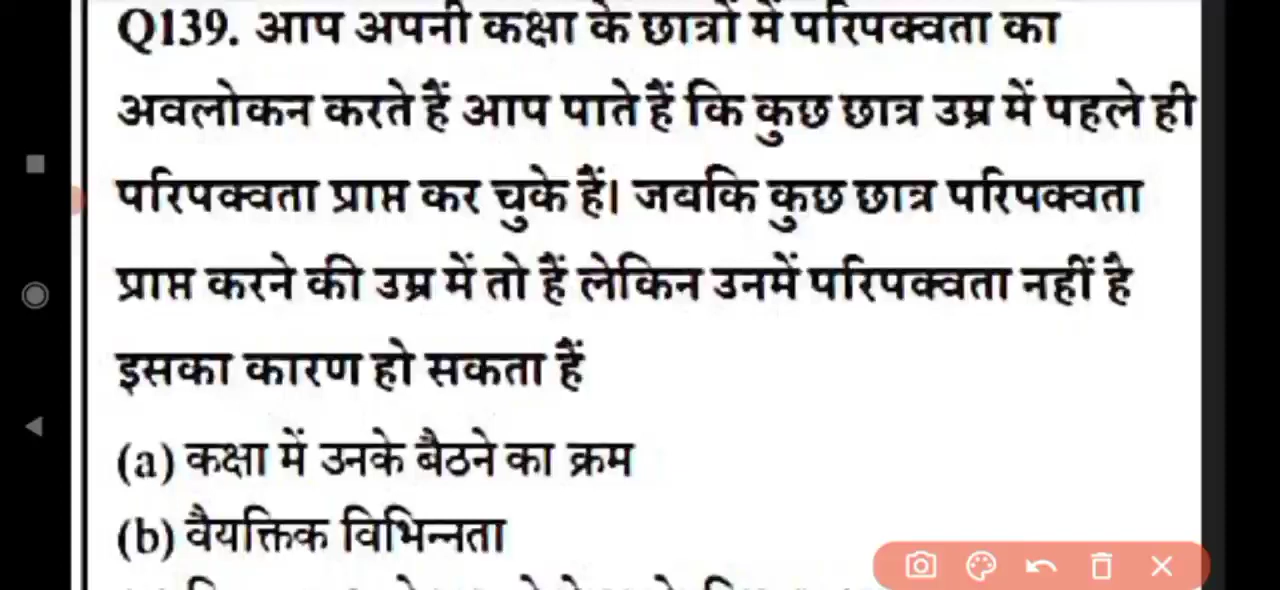 Q139. आप अपनी कक्षा के छात्रों में परिपक्वता का
अवलोकन करते हैं आप पाते हैं कि कुछ छात्र उम्र में पहले ही
परिपक्वता प्राप्त कर चुके हैं। जबकि कुछ छात्र परिपक्वता
प्राप्त करने की उम्र में तो हैं लेकिन उनमें परिपक्वता नहीं है
इसका कारण हो सकता हैं
(a) कक्षा में उनके बैठने का क्रम
(b) वैयक्तिक विभिन्नता